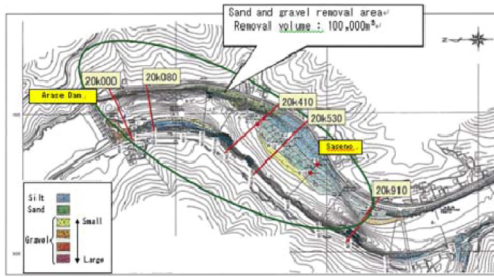 Sand and gravel removal area
Removal volume : 100,000m³
Z
20k000
20k080
Arase Dam
20k410
20k530
Saseno
20k910
Silt
Sand
Gravel
Small
Large